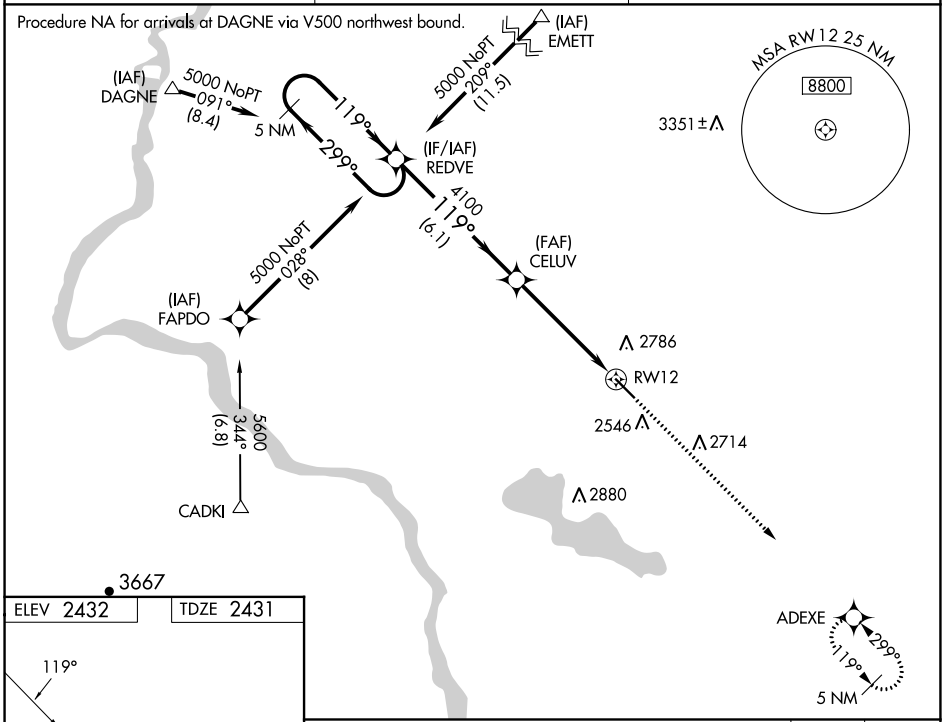 Procedure NA for arrivals at DAGNE via V500 northwest bound.
(IAF)
DAGNE
5000 NoPT
091°
(8.4)
5 NM
119°
299°
(IAF)
EMETT
5000 NoPT
209°
(11.5)
(IF/IAF)
REDVE
MSA RW12 25 NM
8800
3351±
4100
119°
(6.1)
(FAF)
CELUV
5000 NoPT
028°
(8)
(IAF)
FAPDO
2786
RW12
2546
2714
5600
344°
(6.8)
CADKI
2880
3667
ELEV 2432
TDZE 2431
119°
ADEXE
299°
119°
5 NM